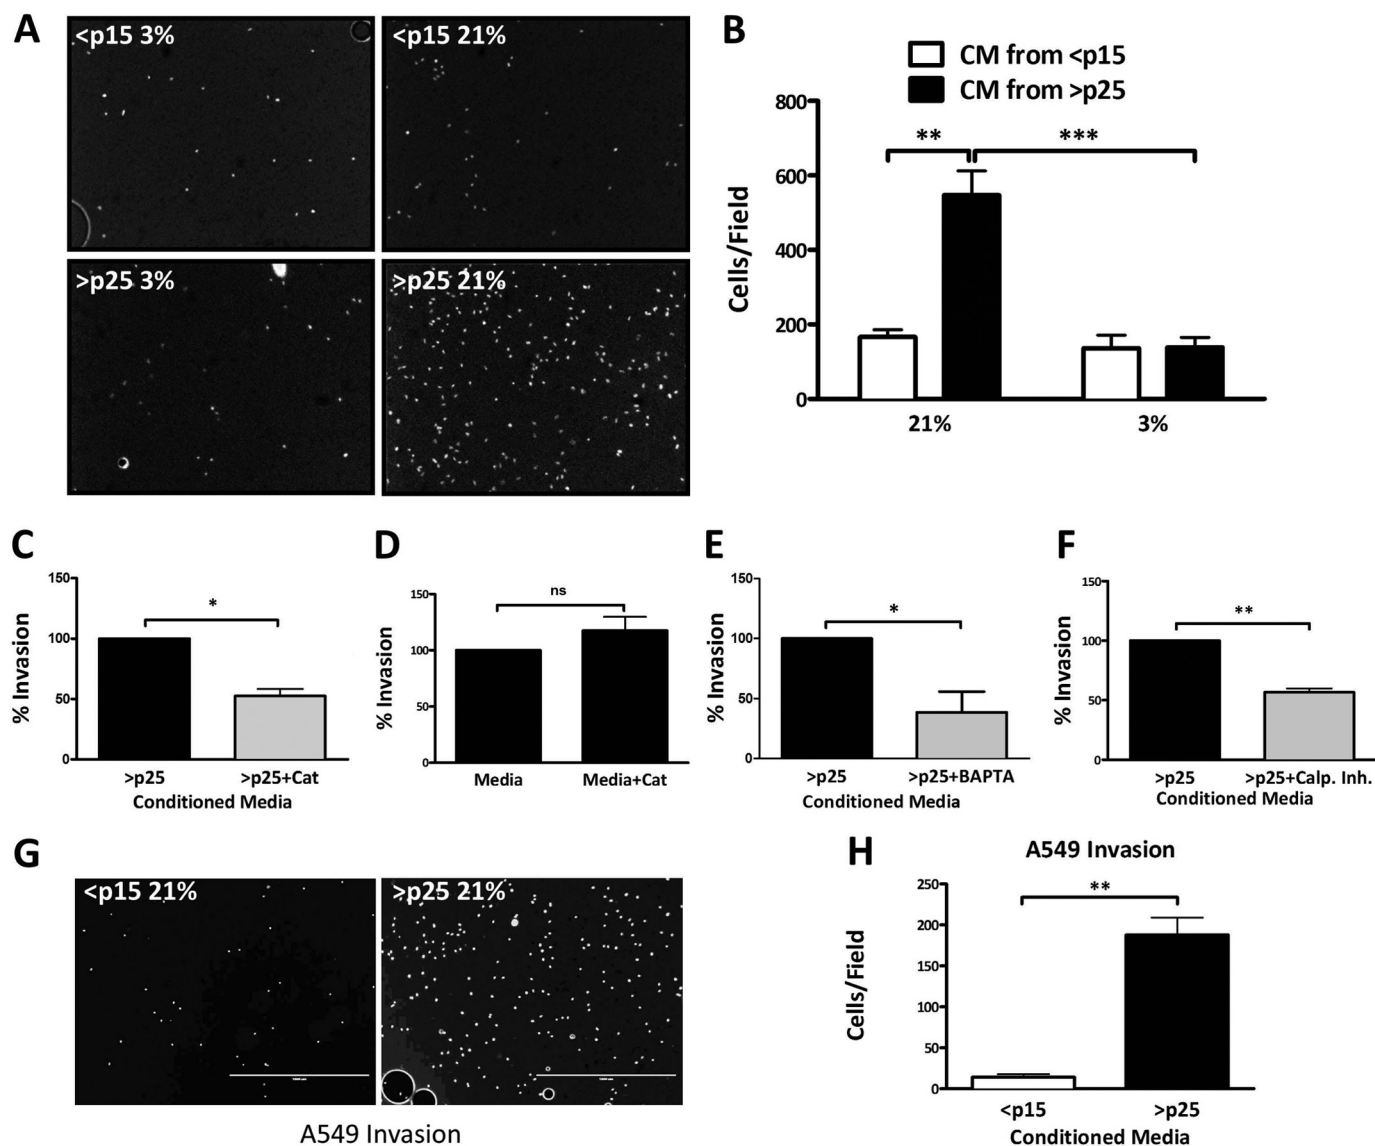 A
<p15 3%
<p15 21%
>p25 3%
>p25 21%
B
CM from <p15
CM from >p25
800
600
400
200
0
Cells/Field
**
***
21%
3%
C
150
100
50
0
% Invasion
*
>p25
>p25+Cat
Conditioned Media
D
150
100
50
0
% Invasion
ns
Media
Media+Cat
E
150
100
50
0
% Invasion
*
>p25
>p25+BAPTA
Conditioned Media
F
150
100
50
0
% Invasion
**
>p25
>p25+Calp. Inh.
Conditioned Media
G
<p15 21%
>p25 21%
A549 Invasion
H
A549 Invasion
250
200
150
100
50
0
Cells/Field
**
<p15
>p25
Conditioned Media